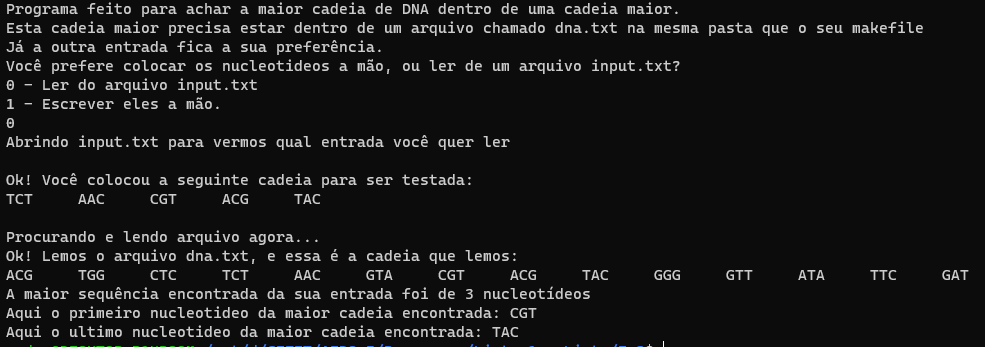 Programa feito para achar a maior cadeia de DNA dentro de uma cadeia maior.
Esta cadeia maior precisa estar dentro de um arquivo chamado dna.txt na mesma pasta que o seu makefile
Já a outra entrada fica a sua preferência.
Você prefere colocar os nucleotideos a mão, ou ler de um arquivo input.txt?
0 - Ler do arquivo input.txt
1 - Escrever eles a mão.
0
Abrindo input.txt para vermos qual entrada você quer ler
Ok! Você colocou a seguinte cadeia para ser testada:
TCT AAC CGT ACG TAC
Procurando e lendo arquivo agora...
Ok! Lemos o arquivo dna.txt, e essa é a cadeia que lemos:
ACG TGG CTC TCT AAC GTA CGT ACG TAC GGG GTT ATA TTC GAT
A maior sequência encontrada da sua entrada foi de 3 nucleotídeos
Aqui o primeiro nucleotideo da maior cadeia encontrada: CGT
Aqui o ultimo nucleotideo da maior cadeia encontrada: TAC